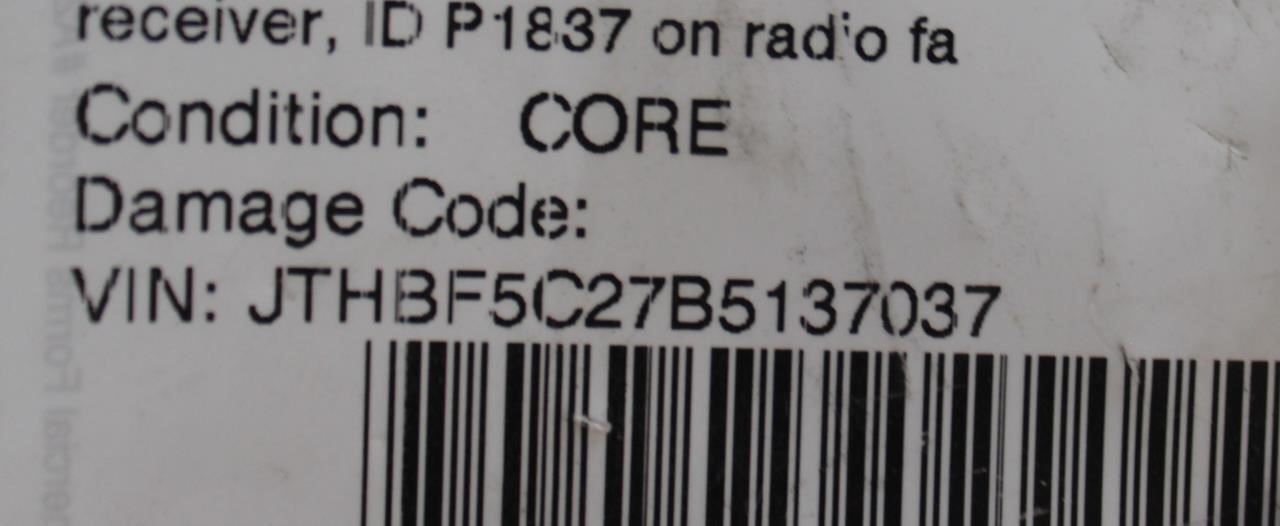 receiver, ID P1837 on radio fa
Condition: CORE
Damage Code:
VIN: JTHBF5C27B5137037